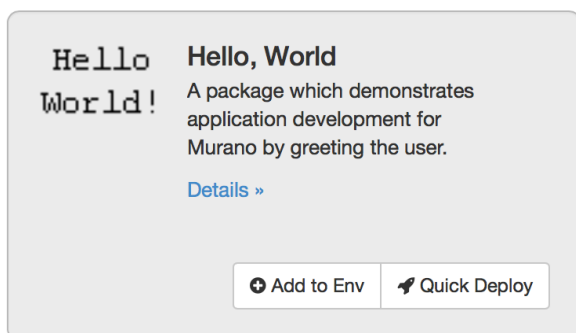 Hello
World!
Hello, World
A package which demonstrates
application development for
Murano by greeting the user.
Details »
Add to Env
Quick Deploy